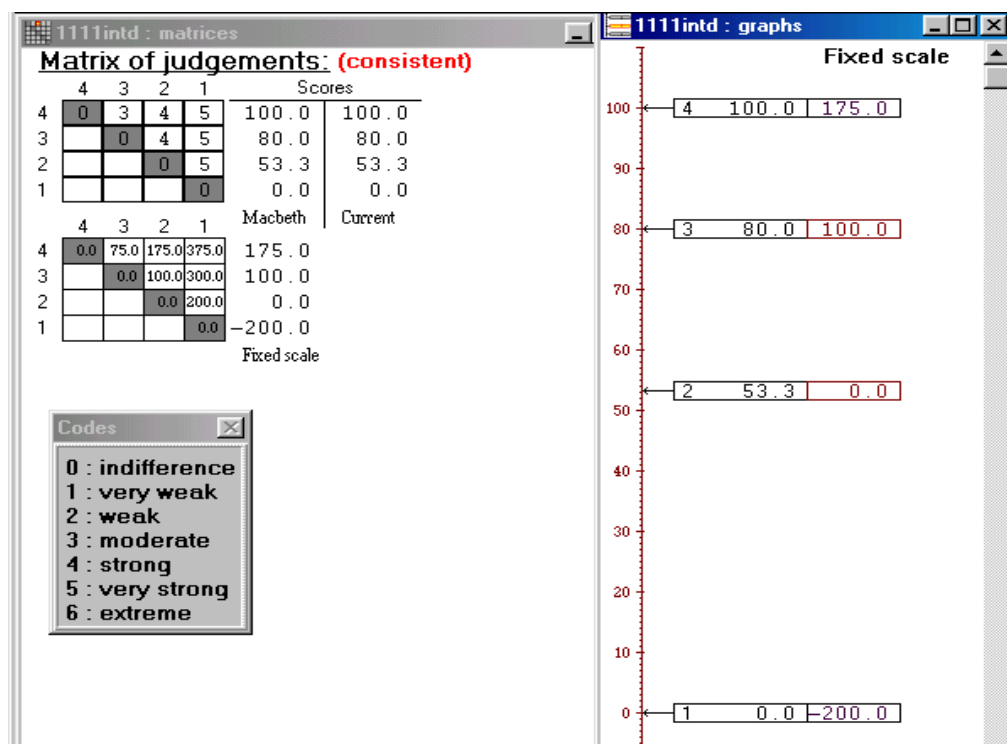 1111intd : matrices
Matrix of judgements: (consistent)
4 3 2 1 Scores
4 0 3 4 5 100.0 100.0
3 0 4 5 80.0 80.0
2 0 5 53.3 53.3
1 0 0.0 0.0
Macbeth Current
4 3 2 1
4 0.0 75.0 175.0 375.0 175.0
3 0.0 100.0 300.0 100.0
2 0.0 200.0 0.0
1 0.0 -200.0
Fixed scale
Codes
0 : indifference
1 : very weak
2 : weak
3 : moderate
4 : strong
5 : very strong
6 : extreme
1111intd : graphs
Fixed scale
100 4 100.0 175.0
90
80 3 80.0 100.0
70
60
2 53.3 0.0
50
40
30
20
10
0 1 0.0 -200.0